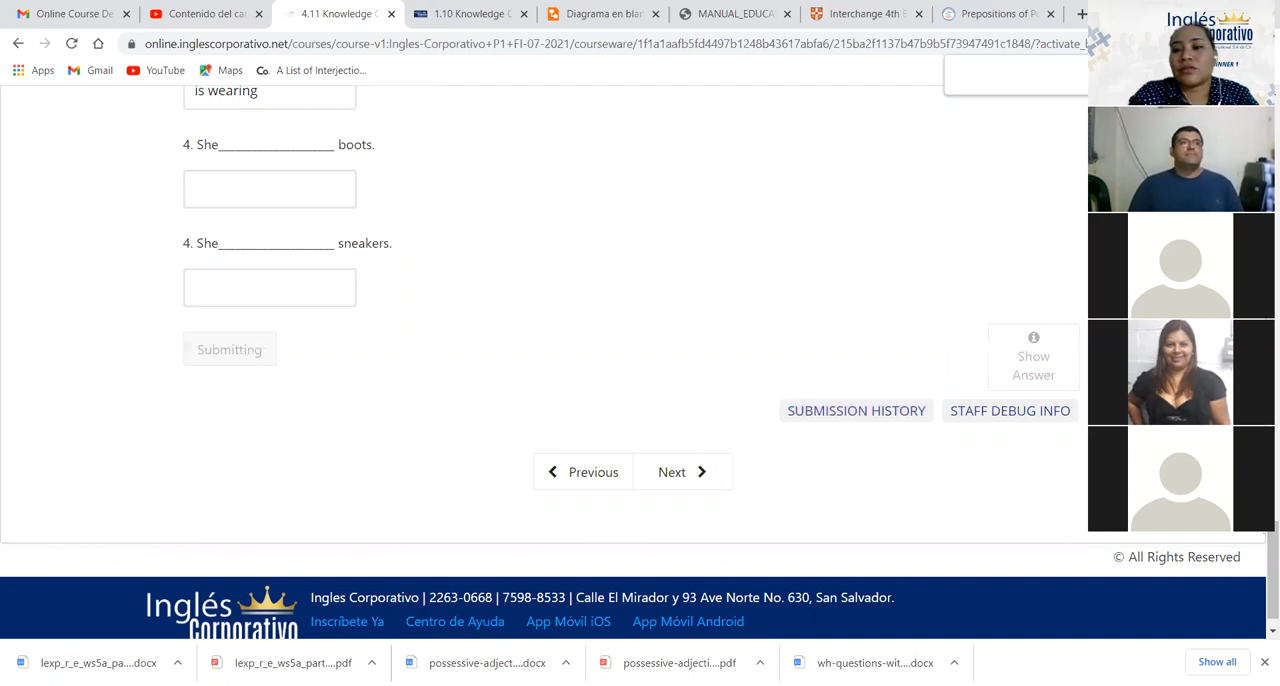 Online Course De
Contenido del ca
4.11 Knowledge C
1.10 Knowledge C
Diagrama en bla
MANUAL_EDUCA
Interchange 4th E
Prepositions of P
online.inglescorporativo.net/courses/course-v1:Ingles-Corporativo+P1+FI-07-2021/courseware/1f1a1aafb5fd4497b1248b43617abfa6/215ba2f1137b47b9b5f73947491c1848/?activate_
Apps
Gmail
YouTube
Maps
Co.
A List of Interjectio...
Inglés
is wearing
4. She____________________ boots.
4. She____________________ sneakers.
Submitting
Show
Answer
SUBMISSION HISTORY
STAFF DEBUG INFO
Previous
Next
© All Rights Reserved
Inglés
Corporativo
Ingles Corporativo | 2263-0668 | 7598-8533 | Calle El Mirador y 93 Ave Norte No. 630, San Salvador.
Inscríbete Ya
Centro de Ayuda
App Móvil iOS
App Móvil Android
lexp_r_e_ws5a_pa....docx
lexp_r_e_ws5a_part....pdf
possessive-adject....docx
possessive-adjecti....pdf
wh-questions-wit....docx
Show all